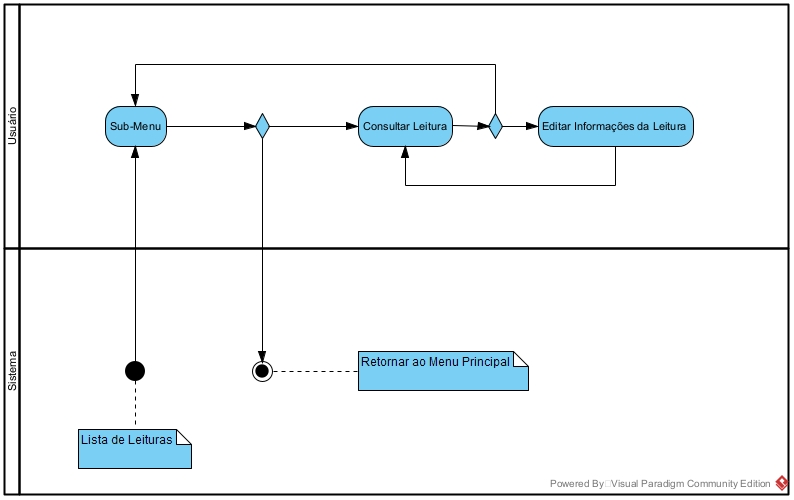 Usuário
Sub-Menu
Consultar Leitura
Editar Informações da Leitura
Sistema
Retornar ao Menu Principal
Lista de Leituras
Powered By Visual Paradigm Community Edition